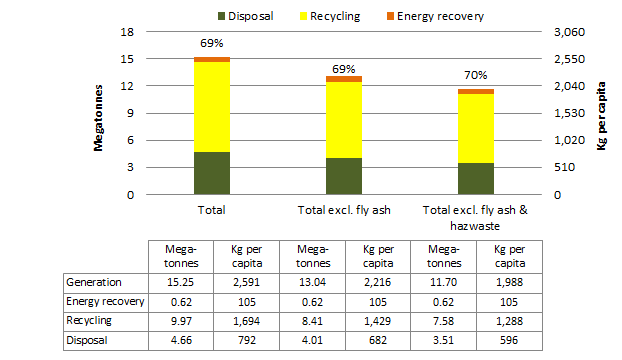 Disposal Recycling Energy recovery
18 3,060
69%
15 2,550
69%
70%
12 2,040
9 1,530
6 1,020
3 510
0 0
Megatonnes
Kg per capita
Total Total excl. fly ash Total excl. fly ash &
hazwaste
Mega- Kg per Mega- Kg per Mega- Kg per
tonnes capita tonnes capita tonnes capita
Generation 15.25 2,591 13.04 2,216 11.70 1,988
Energy recovery 0.62 105 0.62 105 0.62 105
Recycling 9.97 1,694 8.41 1,429 7.58 1,288
Disposal 4.66 792 4.01 682 3.51 596